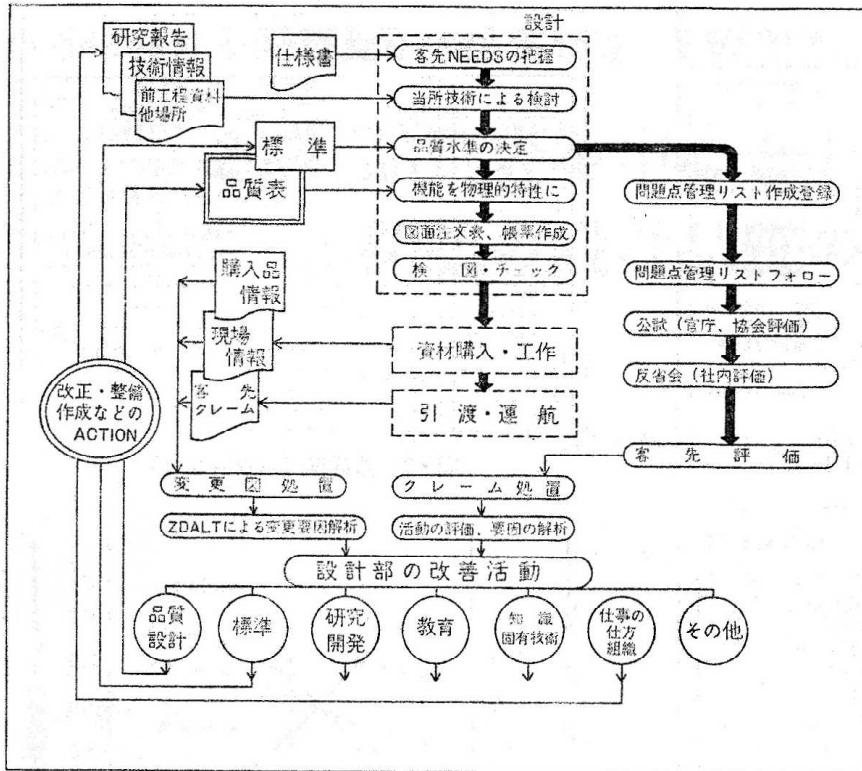 設計
研究報告
技術情報
前工程資料
他場所
仕様書
客先NEEDSの把握
当所技術による検討
標準
品質水準の決定
品質表
機能を物理的特性に
図面注文表、帳票作成
検図・チェック
問題点管理リスト作成登録
問題点管理リストフォロー
公試(官庁、協会評価)
反省会(社内評価)
客先評価
購入品
情報
現場
情報
客先
クレーム
資材購入・工作
引渡・運航
改正・整備
作成などの
ACTION
変更図処置
クレーム処置
ZDALTによる変更要因解析
活動の評価、要因の解析
設計部の改善活動
品質
設計
標準
研究
開発
教育
知識
固有技術
仕事の
仕方
組織
その他